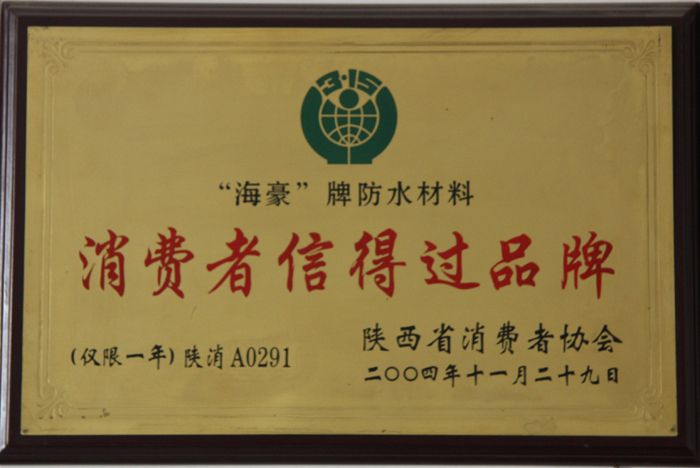 3·15
“海豪”牌防水材料
消费者信得过品牌
(仅限一年)陕消A0291
陕西省消费者协会
二〇〇四年十一月二十九日